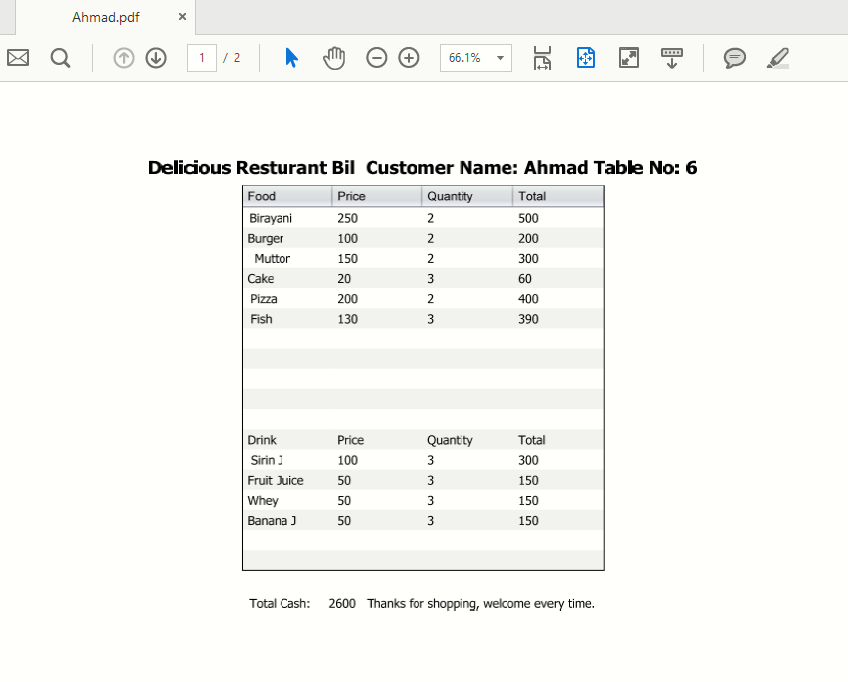 Ahmad.pdf ×
1 / 2 66.1%
Delicious Resturant Bil Customer Name: Ahmad Table No: 6
Food Price Quantity Total
Birayani 250 2 500
Burger 100 2 200
Mutton 150 2 300
Cake 20 3 60
Pizza 200 2 400
Fish 130 3 390
Drink Price Quantity Total
Sirin J 100 3 300
Fruit Juice 50 3 150
Whey 50 3 150
Banana J 50 3 150
Total Cash: 2600 Thanks for shopping, welcome every time.